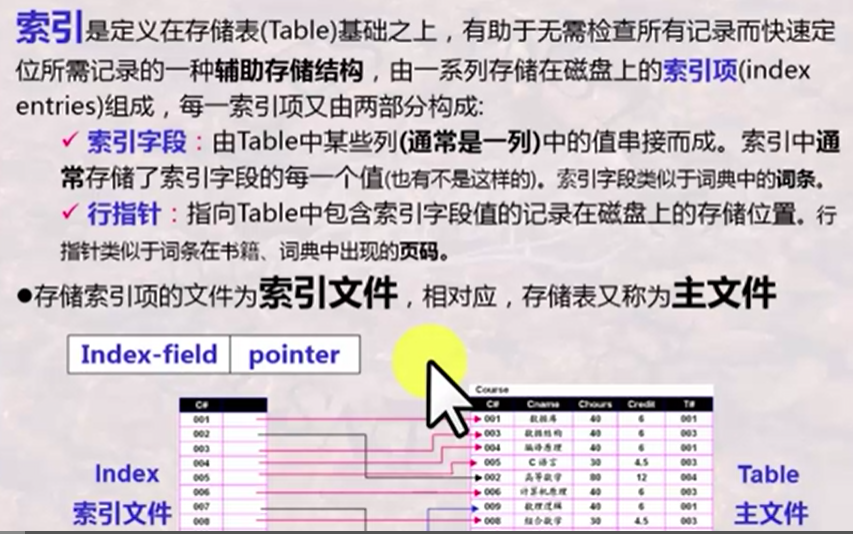 索引是定义在存储表(Table)基础之上，有助于无需检查所有记录而快速定
位所需记录的一种辅助存储结构，由一系列存储在磁盘上的索引项(index
entries)组成，每一索引项又由两部分构成:
✓ 索引字段：由Table中某些列(通常是一列)中的值串接而成。索引中通
常存储了索引字段的每一个值(也有不是这样的)。索引字段类似于词典中的词条。
✓ 行指针：指向Table中包含索引字段值的记录在磁盘上的存储位置。行
指针类似于词条在书籍、词典中出现的页码。
●存储索引项的文件为索引文件，相对应，存储表又称为主文件
Index-field pointer
Course
C# C# Cname Chours Credit T#
001 001 数据库 40 6 001
002 003 数据结构 40 6 003
003 004 编译原理 40 6 001
004 005 C语言 30 4.5 003
005 002 高等数学 80 12 004
006 006 计算机原理 40 6 003
007 009 数理逻辑 40 6 001
008 008 组合数学 30 4.5 003
Index Table
索引文件 主文件